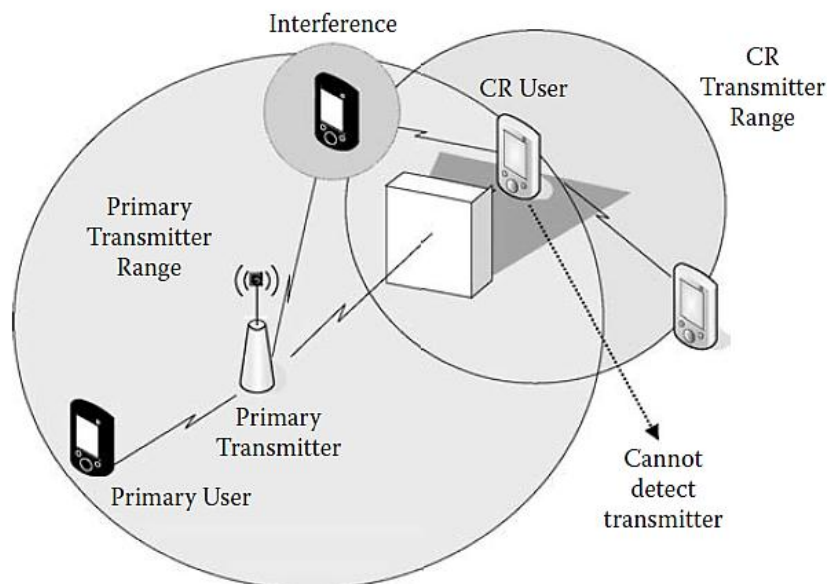 Interference
CR User
CR
Transmitter
Range
Primary
Transmitter
Range
Primary
Transmitter
Primary User
Cannot
detect
transmitter